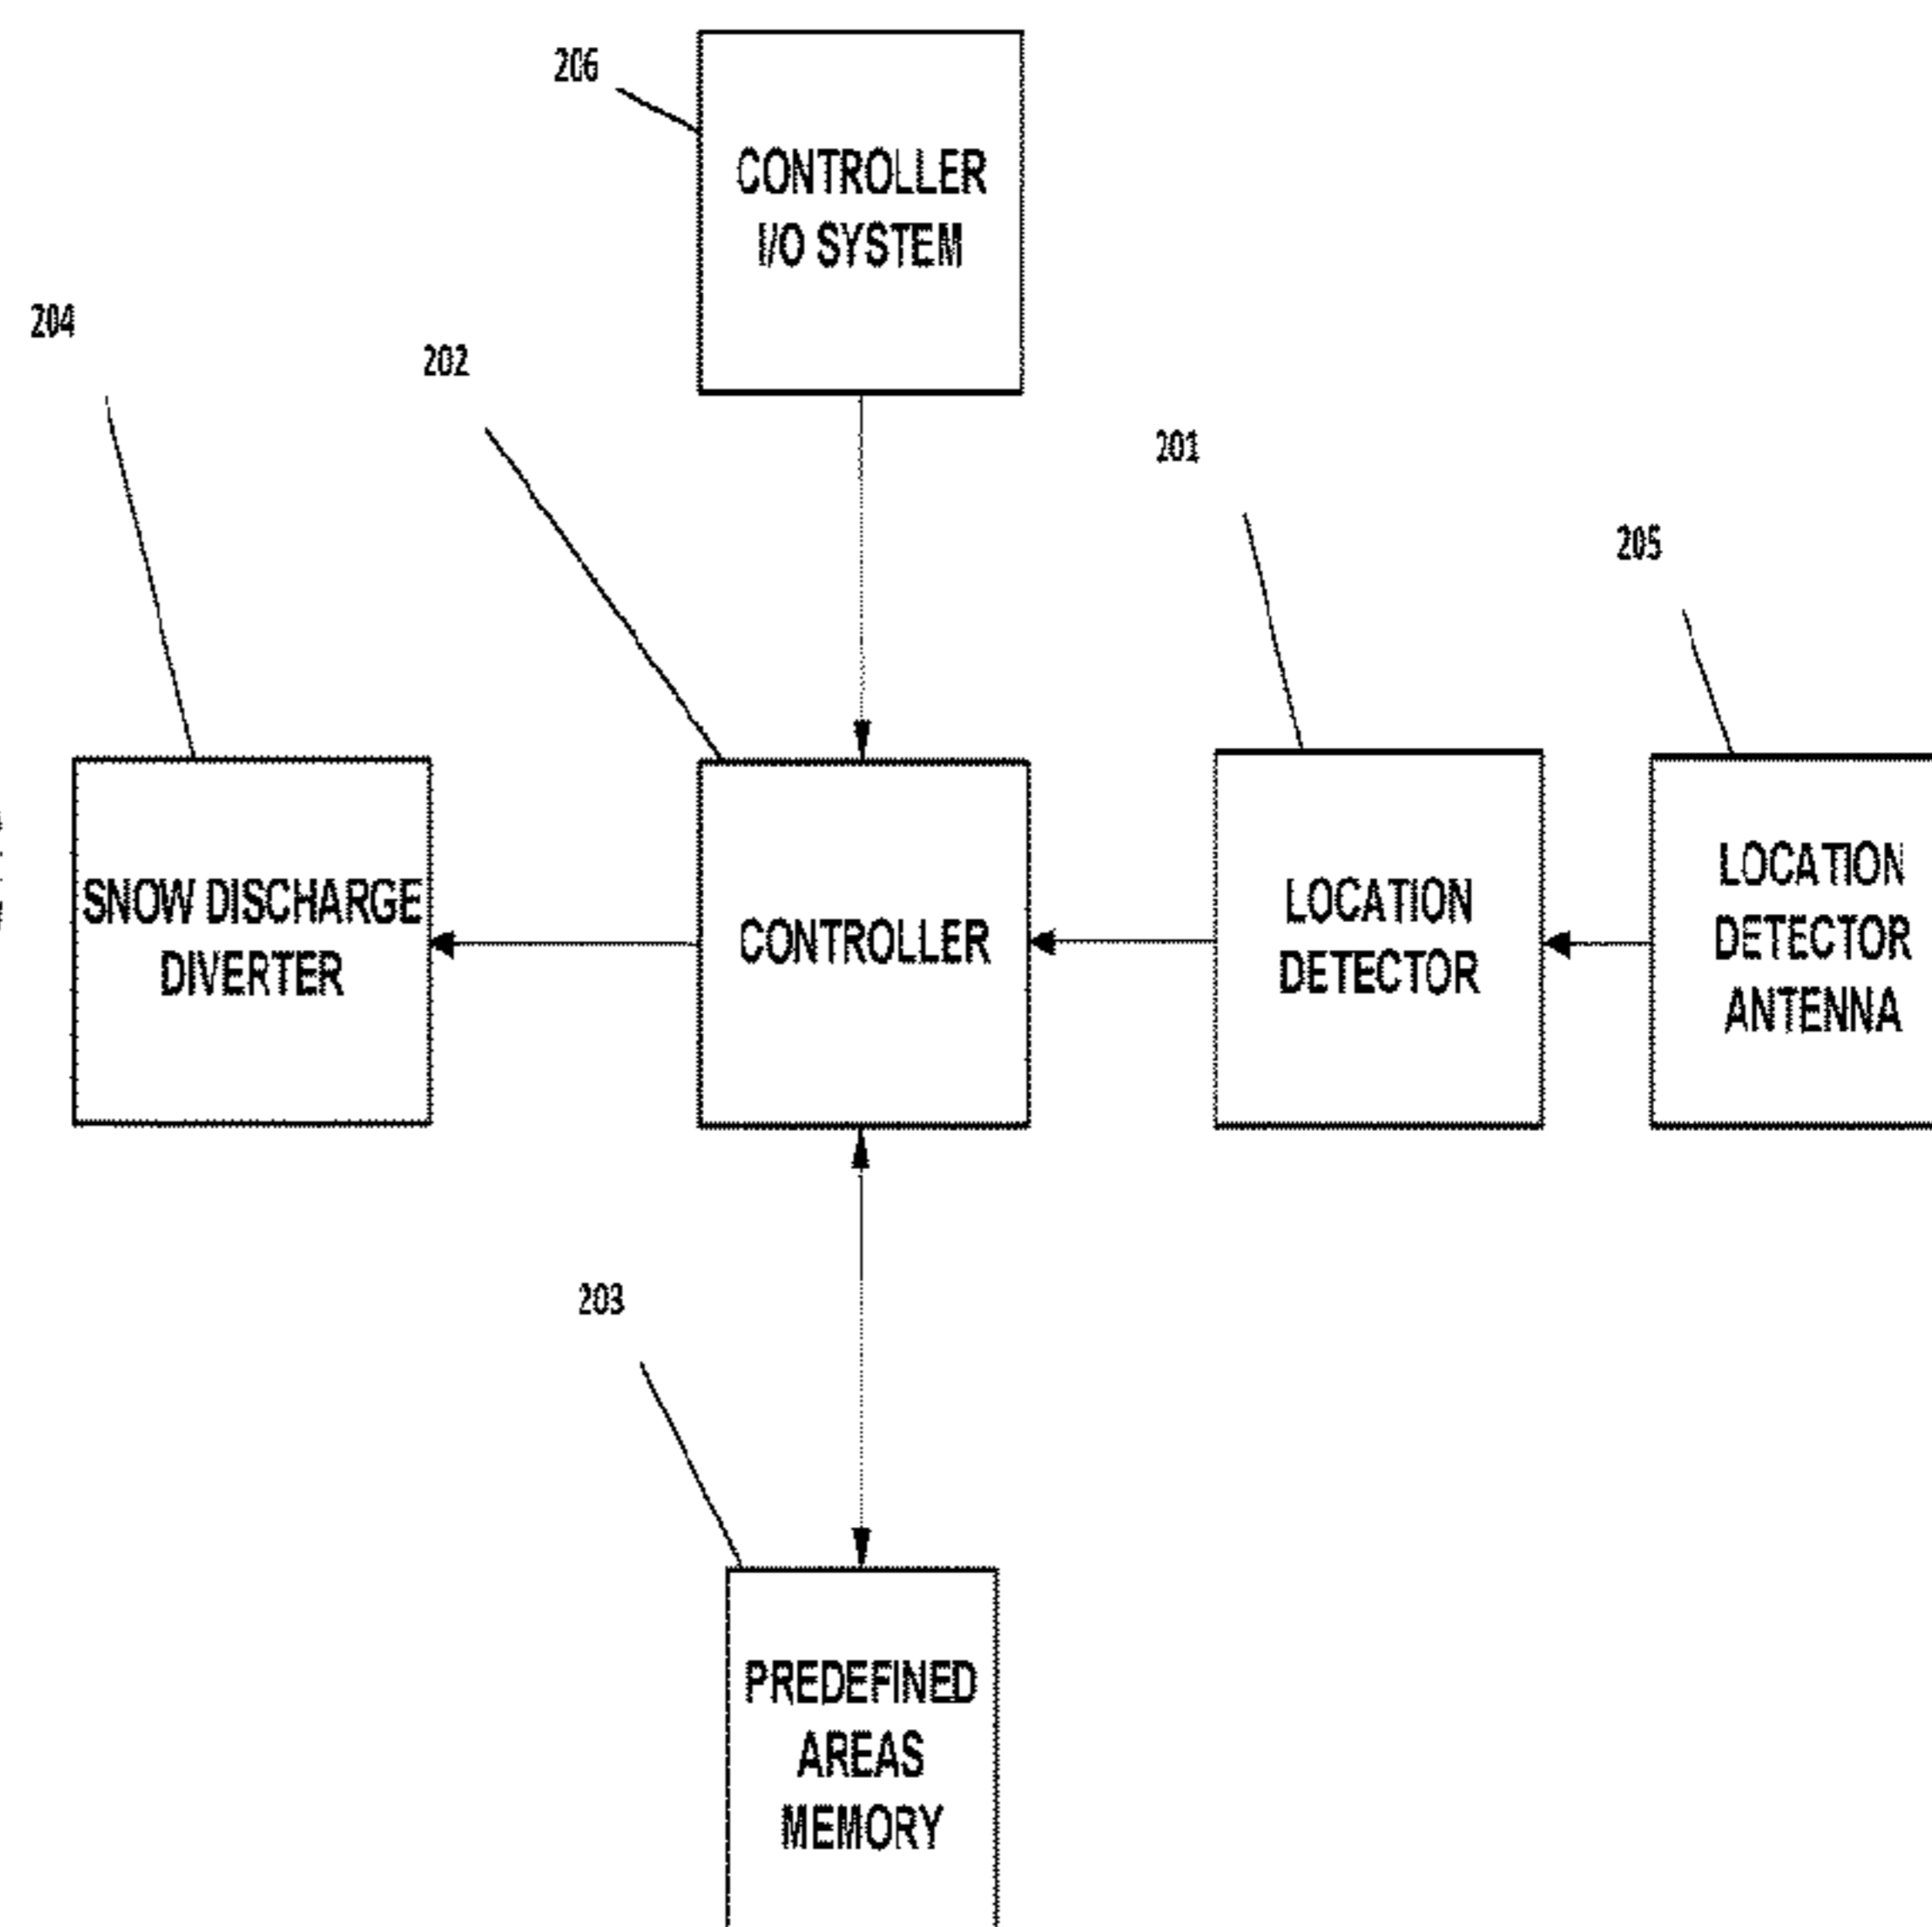 206
CONTROLLER
I/O SYSTEM
204
202
201
205
SNOW DISCHARGE
DIVERTER
CONTROLLER
LOCATION
DETECTOR
LOCATION
DETECTOR
ANTENNA
203
PREDEFINED
AREAS
MEMORY